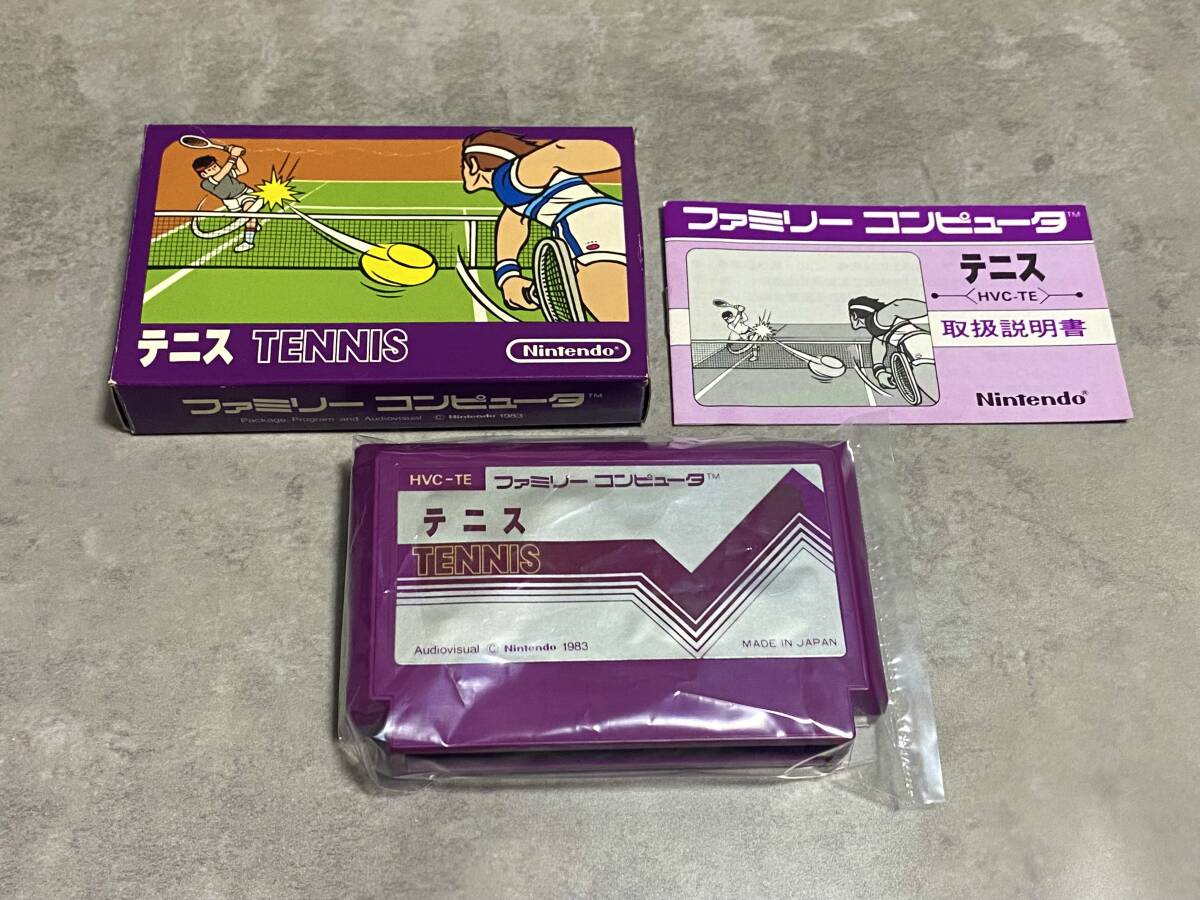 テニス TENNIS
Nintendo®
ファミリー コンピュータ™
Package, Program and Audiovisual © Nintendo 1983
ファミリー コンピュータ™
テニス
HVC-TE
取扱説明書
Nintendo®
HVC-TE ファミリー コンピュータ™
テニス
TENNIS
Audiovisual © Nintendo 1983
MADE IN JAPAN